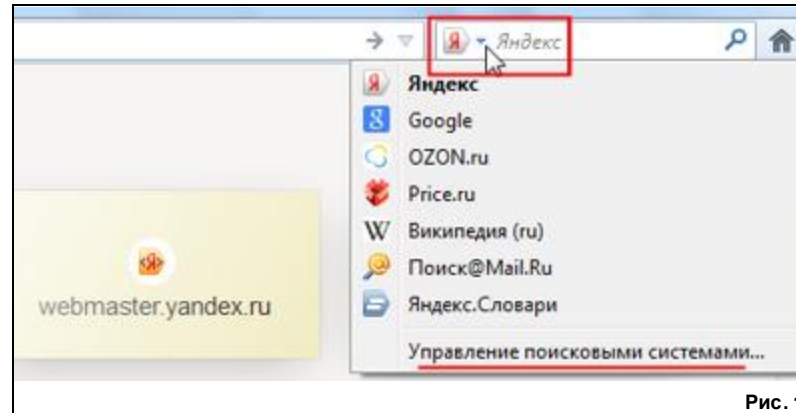 Яндекс
Яндекс
Google
OZON.ru
Price.ru
Википедия (ru)
Поиск@Mail.Ru
Яндекс.Словари
Управление поисковыми системами...
webmaster.yandex.ru
Рис.